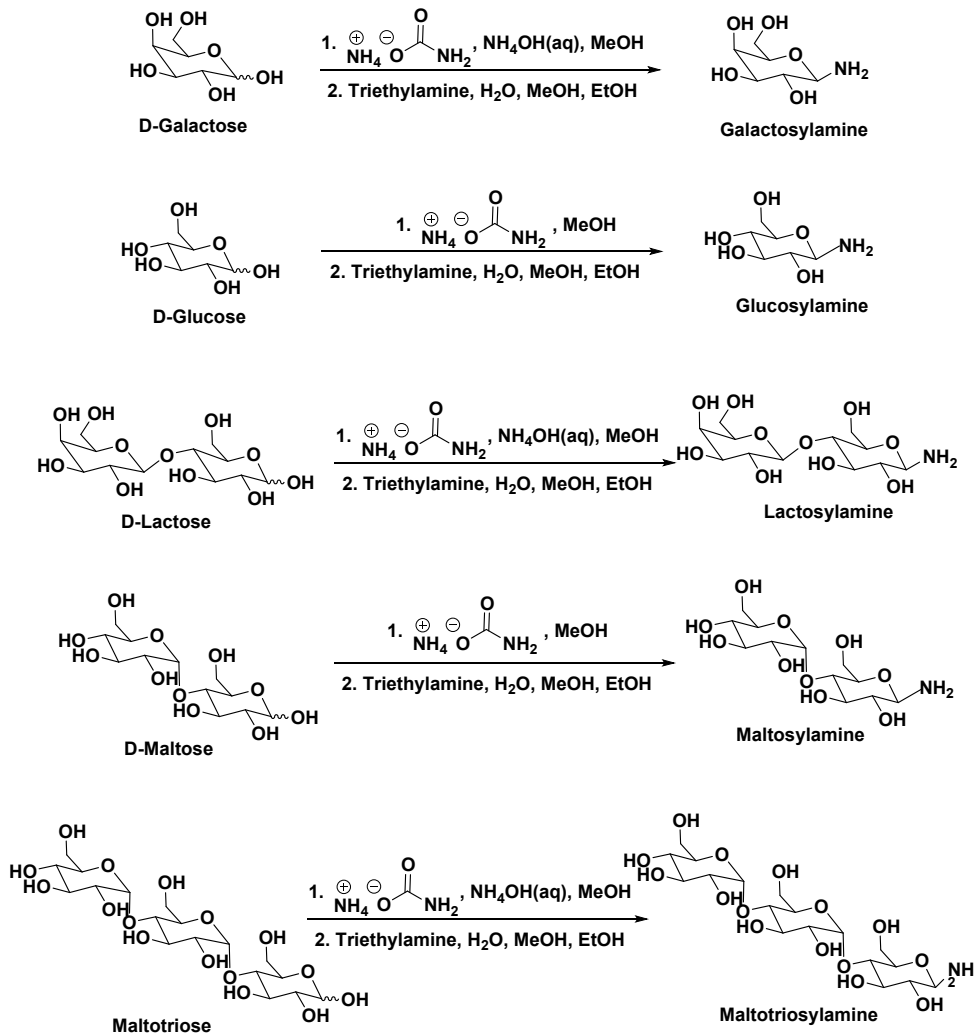 OH OH
O
HO OH
OH
D-Galactose
1. NH₄ ⊕ ⊖ O O NH₂ , NH₄OH(aq), MeOH
2. Triethylamine, H₂O, MeOH, EtOH
OH OH
O
HO NH₂
OH
Galactosylamine
OH
HO O
HO OH
OH
D-Glucose
1. NH₄ ⊕ ⊖ O O NH₂ , MeOH
2. Triethylamine, H₂O, MeOH, EtOH
OH
HO O
HO NH₂
OH
Glucosylamine
OH OH OH
O O O
HO OH HO OH OH
D-Lactose
1. NH₄ ⊕ ⊖ O O NH₂ , NH₄OH(aq), MeOH
2. Triethylamine, H₂O, MeOH, EtOH
OH OH OH
O O O
HO OH HO OH NH₂
Lactosylamine
OH
HO O
HO OH OH
O O
HO OH OH
D-Maltose
1. NH₄ ⊕ ⊖ O O NH₂ , MeOH
2. Triethylamine, H₂O, MeOH, EtOH
OH
HO O
HO OH OH
O O
HO OH NH₂
Maltosylamine
OH
HO O
HO OH OH
O O
HO OH OH
O O
HO OH OH
Maltotriose
1. NH₄ ⊕ ⊖ O O NH₂ , NH₄OH(aq), MeOH
2. Triethylamine, H₂O, MeOH, EtOH
OH
HO O
HO OH OH
O O
HO OH OH
O O
HO OH NH
2
Maltotriosylamine